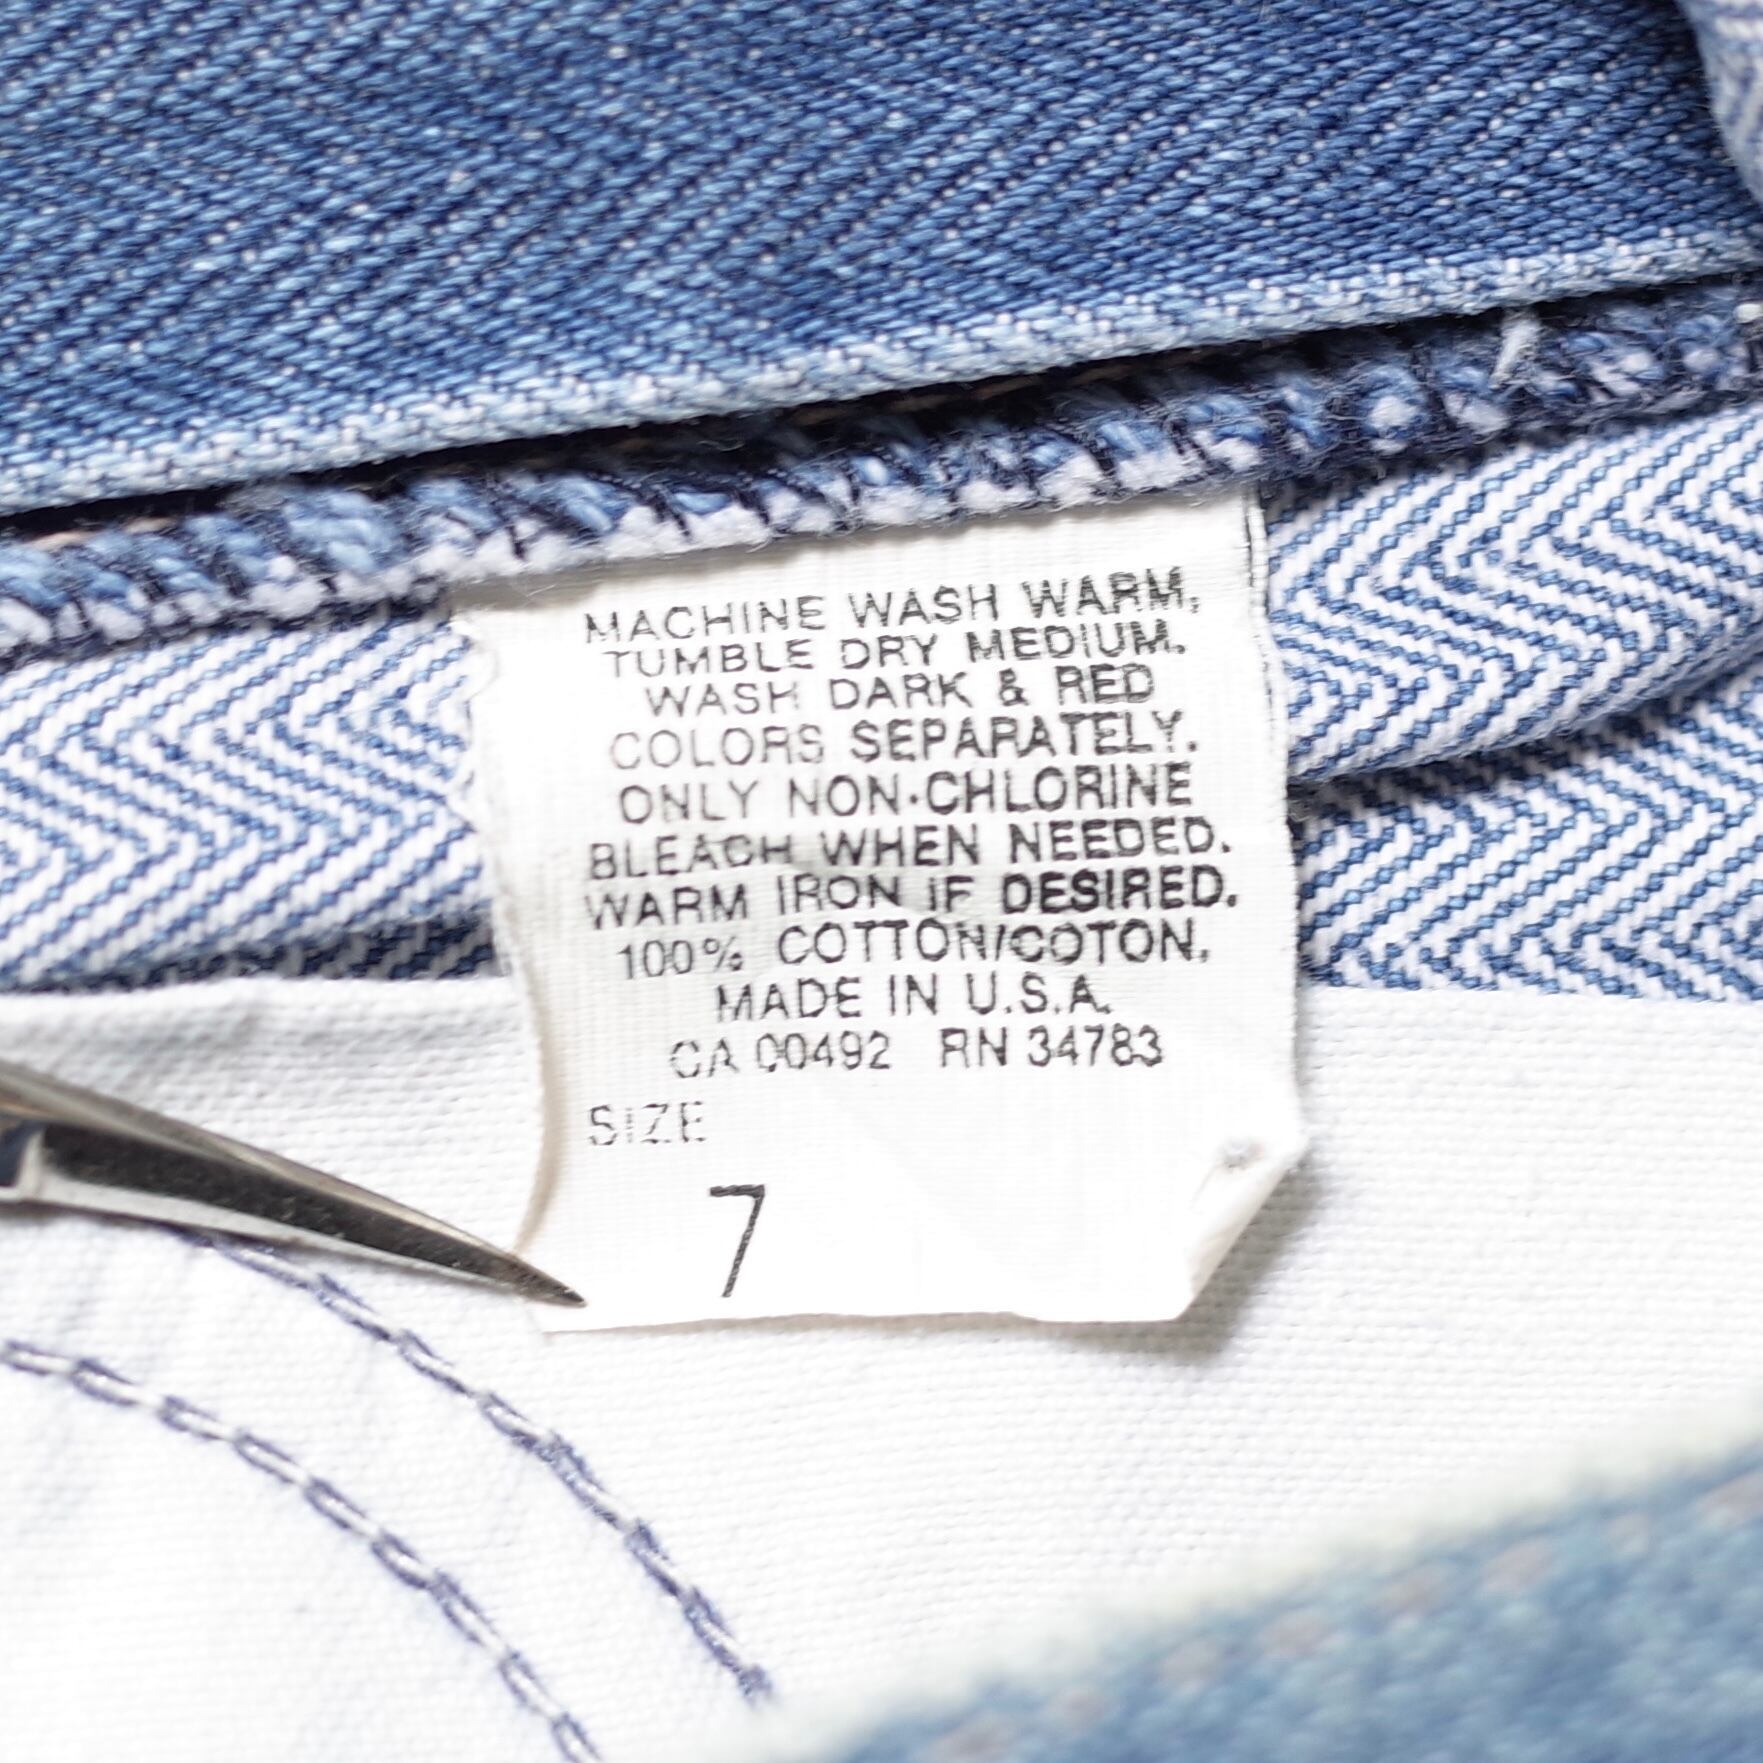 MACHINE WASH WARM,
TUMBLE DRY MEDIUM.
WASH DARK & RED
COLORS SEPARATELY.
ONLY NON-CHLORINE
BLEACH WHEN NEEDED.
WARM IRON IF DESIRED.
100% COTTON/COTON.
MADE IN U.S.A.
CA 00492 RN 34783
SIZE
7